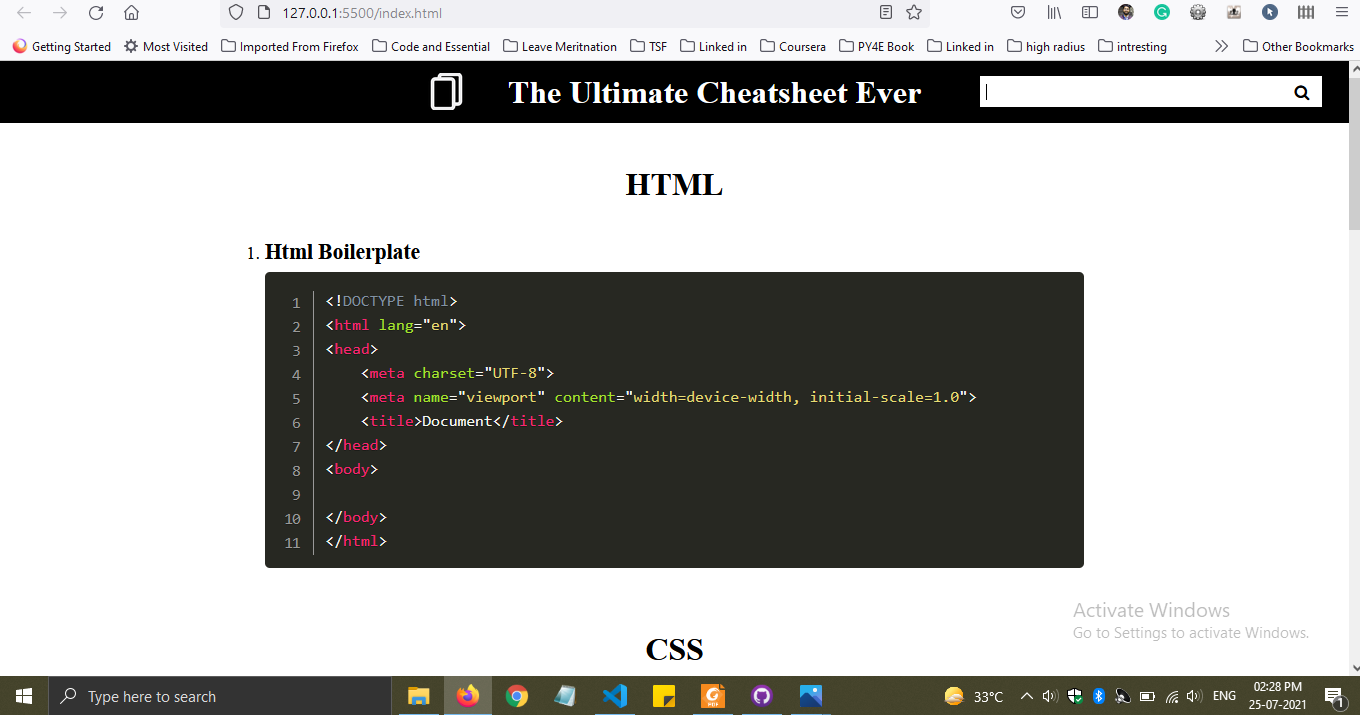 127.0.0.1:5500/index.html
Getting Started Most Visited Imported From Firefox Code and Essential Leave Meritnation TSF Linked in Coursera PY4E Book Linked in high radius intresting Other Bookmarks
The Ultimate Cheatsheet Ever
HTML
1. Html Boilerplate
1 <!DOCTYPE html>
2 <html lang="en">
3 <head>
4     <meta charset="UTF-8">
5     <meta name="viewport" content="width=device-width, initial-scale=1.0">
6     <title>Document</title>
7 </head>
8 <body>
9
10 </body>
11 </html>
Activate Windows
Go to Settings to activate Windows.
CSS
Type here to search
PDF
33°C
ENG
02:28 PM
25-07-2021
1